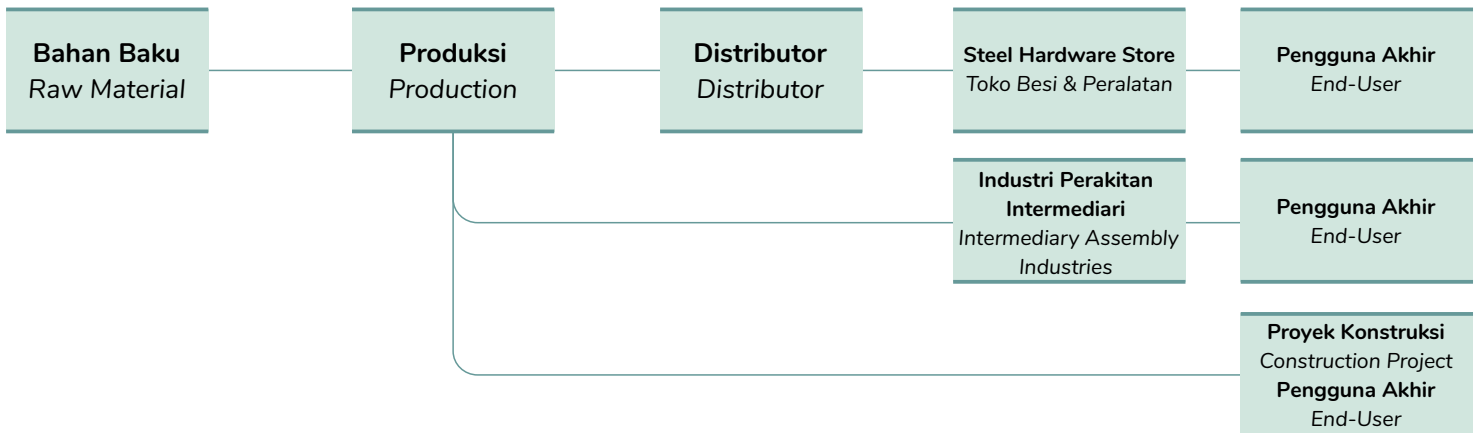 Bahan Baku
Raw Material
Produksi
Production
Distributor
Distributor
Steel Hardware Store
Toko Besi & Peralatan
Pengguna Akhir
End-User
Industri Perakitan
Intermediari
Intermediary Assembly
Industries
Pengguna Akhir
End-User
Proyek Konstruksi
Construction Project
Pengguna Akhir
End-User